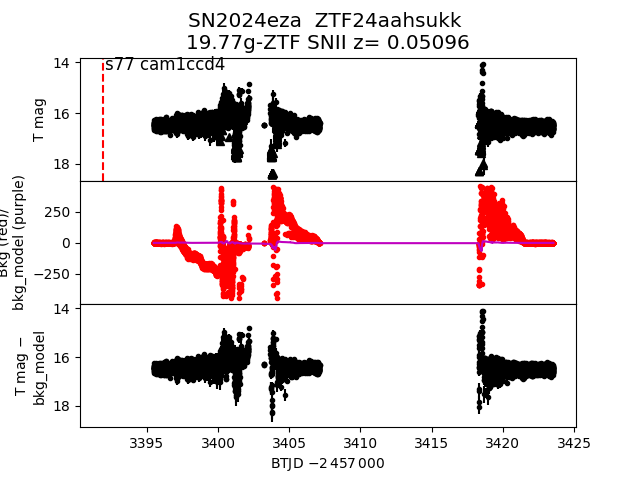 SN2024eza ZTF24aahsukk
19.77g-ZTF SNII z= 0.05096
s77 cam1ccd4
14
16
18
T mag
250
0
−250
Bkg (red)/
bkg_model (purple)
14
16
18
T mag −
bkg_model
3395 3400 3405 3410 3415 3420 3425
BTJD −2 457 000